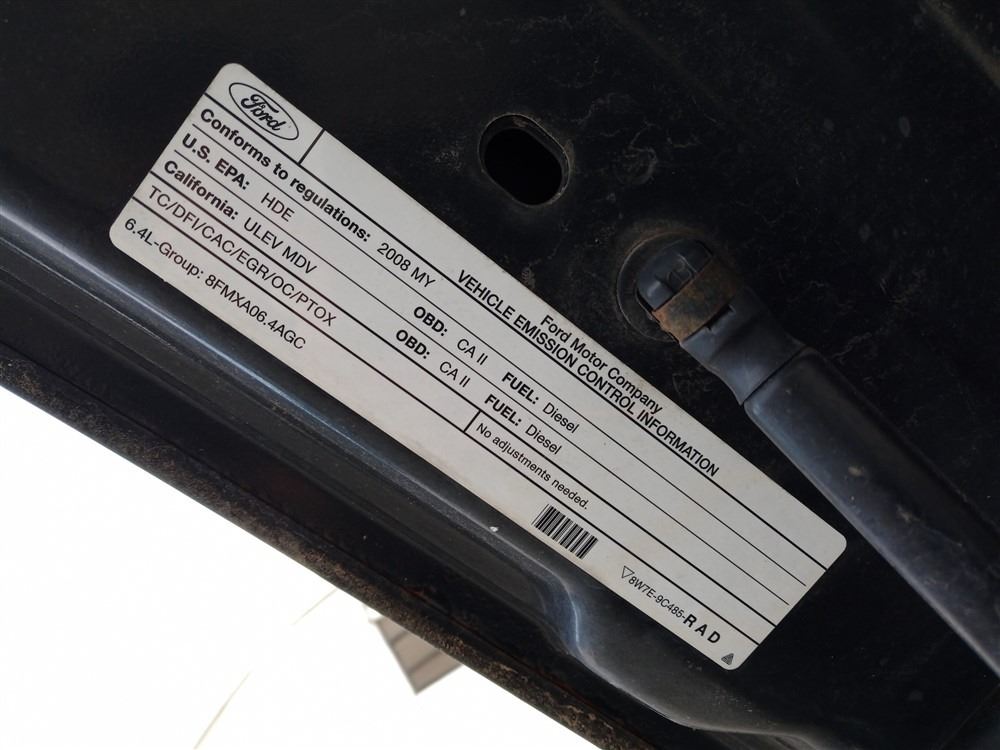 Ford
Ford Motor Company
VEHICLE EMISSION CONTROL INFORMATION
Conforms to regulations: 2008 MY
U.S. EPA: HDE OBD: CA II FUEL: Diesel
California: ULEV MDV OBD: CA II FUEL: Diesel
TC/DFI/CAC/EGR/OC/PTOX No adjustments needed.
6.4L-Group: 8FMXA06.4AGC
8W7E-9C485-RAD